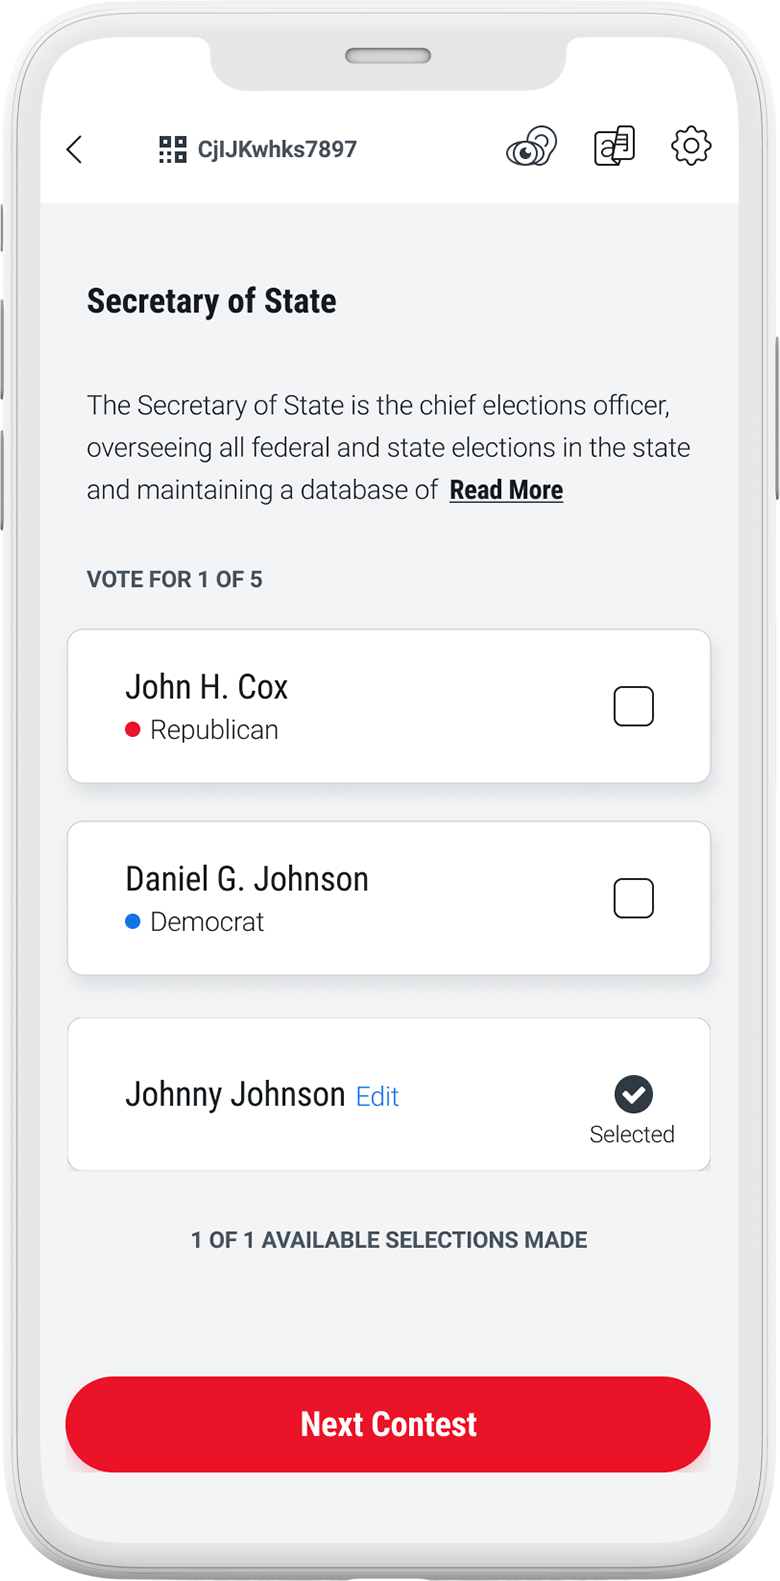 CjIJKwhks7897
Secretary of State
The Secretary of State is the chief elections officer,
overseeing all federal and state elections in the state
and maintaining a database of Read More
VOTE FOR 1 OF 5
John H. Cox
Republican
Daniel G. Johnson
Democrat
Johnny Johnson Edit
Selected
1 OF 1 AVAILABLE SELECTIONS MADE
Next Contest